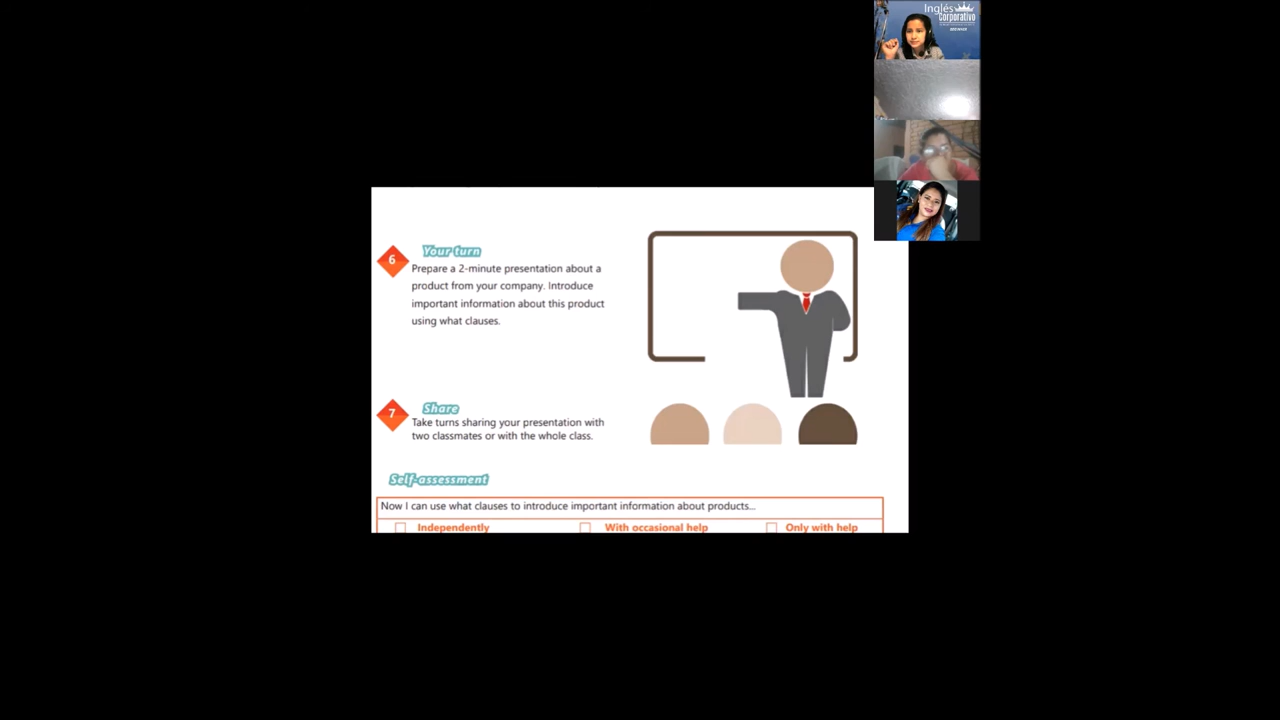 Inglés
Corporativo
6
Your turn
Prepare a 2-minute presentation about a
product from your company. Introduce
important information about this product
using what clauses.
7
Share
Take turns sharing your presentation with
two classmates or with the whole class.
Self-assessment
Now I can use what clauses to introduce important information about products...
Independently
With occasional help
Only with help